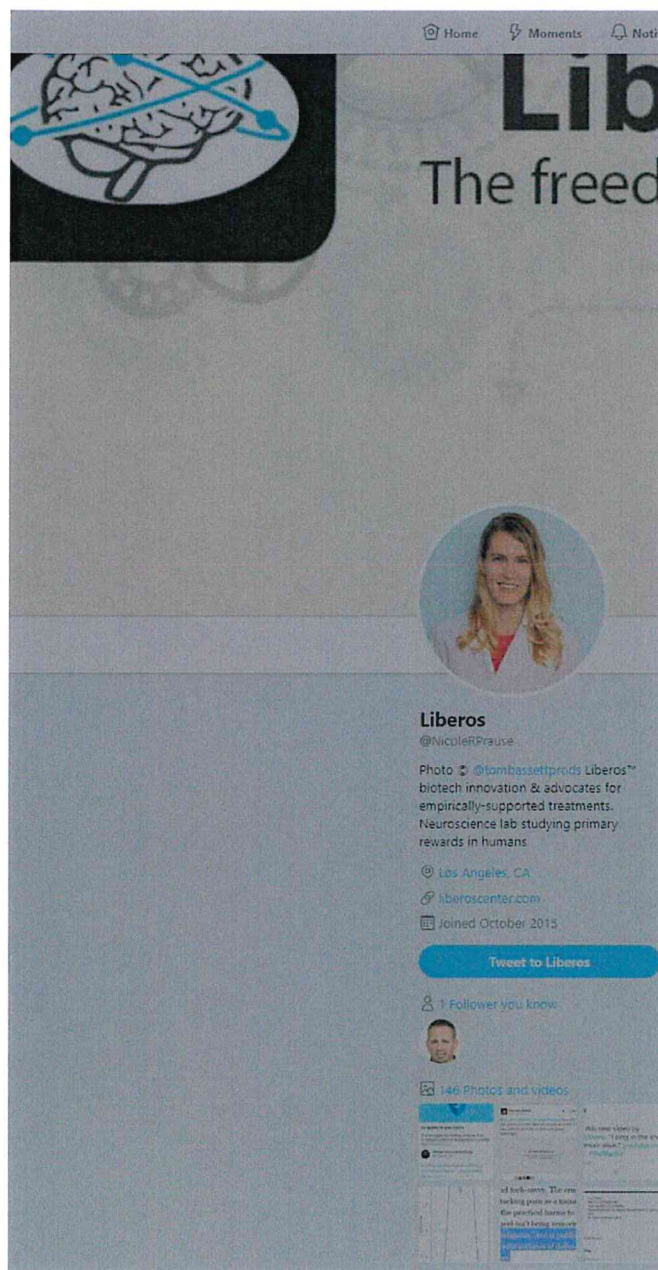 Home Moments Noti
Lib
The freed
Liberos
@NicoleRPrause
Photo © @tombassettprods Liberos™
biotech innovation & advocates for
empirically-supported treatments.
Neuroscience lab studying primary
rewards in humans
Los Angeles, CA
liberoscenter.com
Joined October 2015
Tweet to Liberos
1 Follower you know
146 Photos and videos